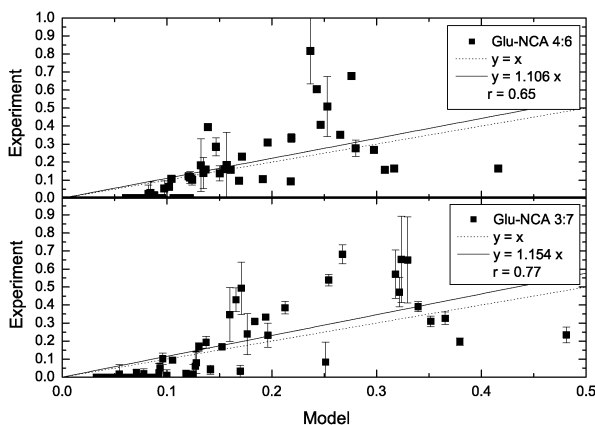 1.0
0.9
0.8
0.7
0.6
0.5
0.4
0.3
0.2
0.1
0.0
Experiment
Glu-NCA 4:6
y = x
y = 1.106 x
r = 0.65
0.9
0.8
0.7
0.6
0.5
0.4
0.3
0.2
0.1
0.0
Experiment
Glu-NCA 3:7
y = x
y = 1.154 x
r = 0.77
0.0 0.1 0.2 0.3 0.4 0.5
Model